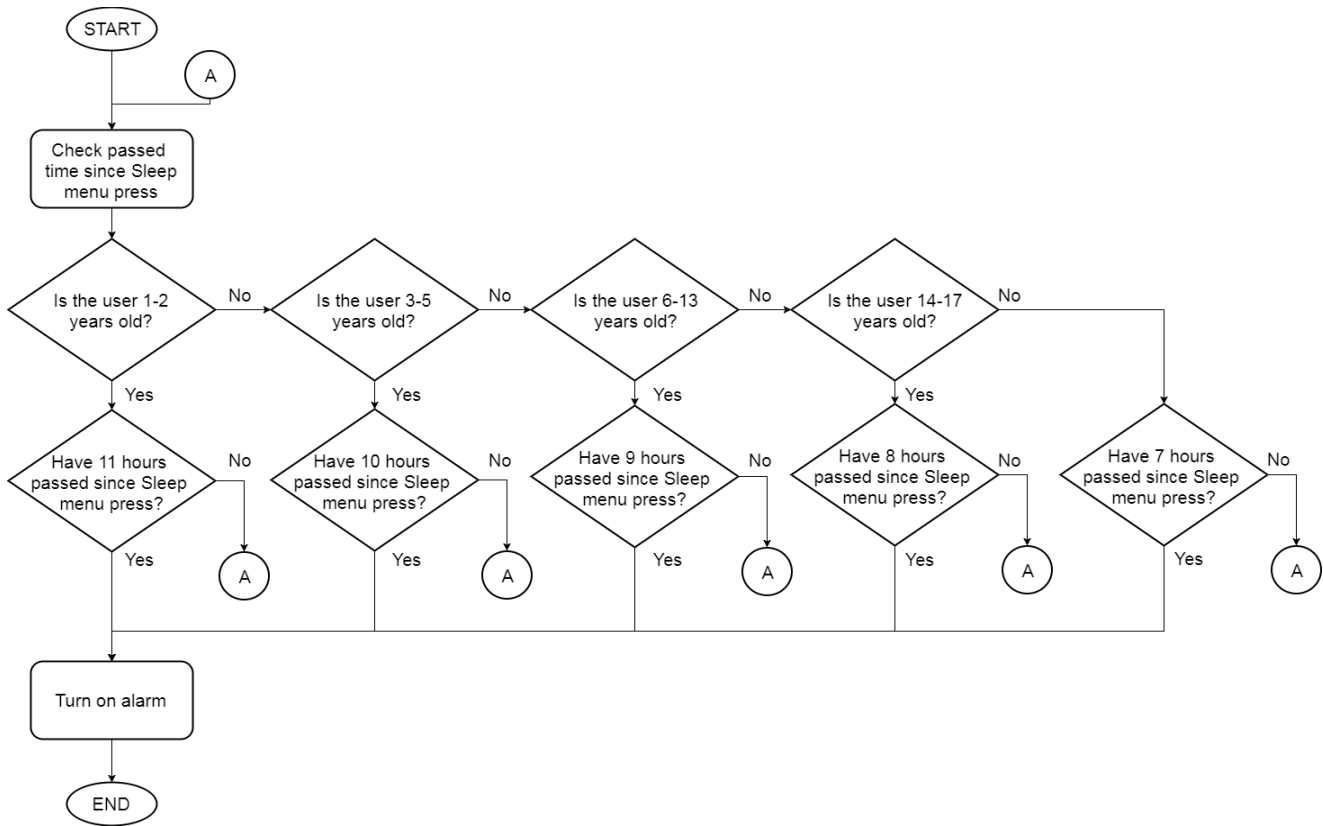 START
A
Check passed
time since Sleep
menu press
Is the user 1-2
years old?
No
Is the user 3-5
years old?
No
Is the user 6-13
years old?
No
Is the user 14-17
years old?
No
Yes
Yes
Yes
Yes
Have 11 hours
passed since Sleep
menu press?
No
Have 10 hours
passed since Sleep
menu press?
No
Have 9 hours
passed since Sleep
menu press?
No
Have 8 hours
passed since Sleep
menu press?
No
Have 7 hours
passed since Sleep
menu press?
No
Yes
A
Yes
A
Yes
A
Yes
A
Yes
A
Turn on alarm
END